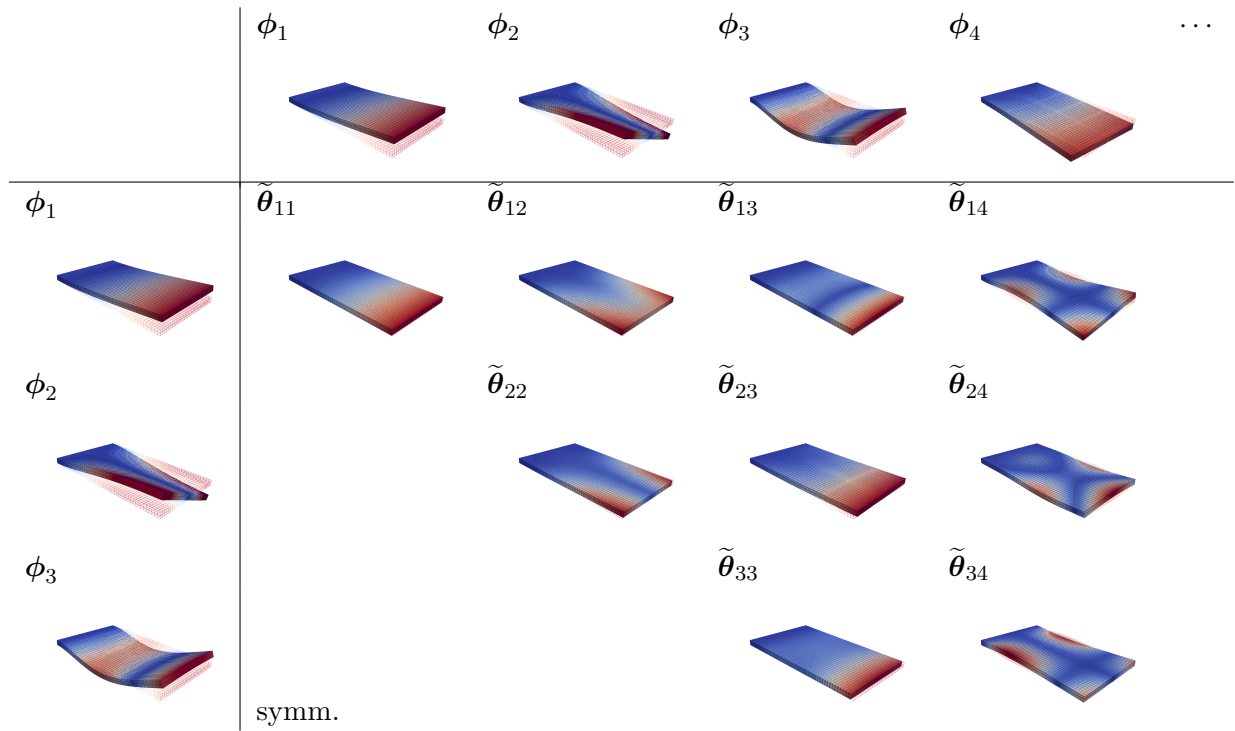 ϕ₁ ϕ₂ ϕ₃ ϕ₄ ⋯
ϕ₁ θ̃₁₁ θ̃₁₂ θ̃₁₃ θ̃₁₄
ϕ₂ θ̃₂₂ θ̃₂₃ θ̃₂₄
ϕ₃ θ̃₃₃ θ̃₃₄
symm.